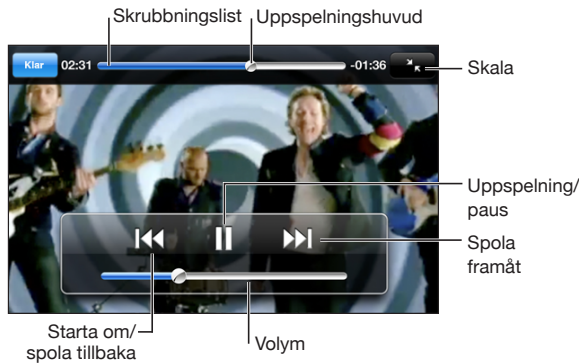 Skrubbningslist Uppspelningshuvud
Klar 02:31 -01:36
Skala
Uppspelning/
paus
Spola
framåt
Starta om/
spola tillbaka
Volym